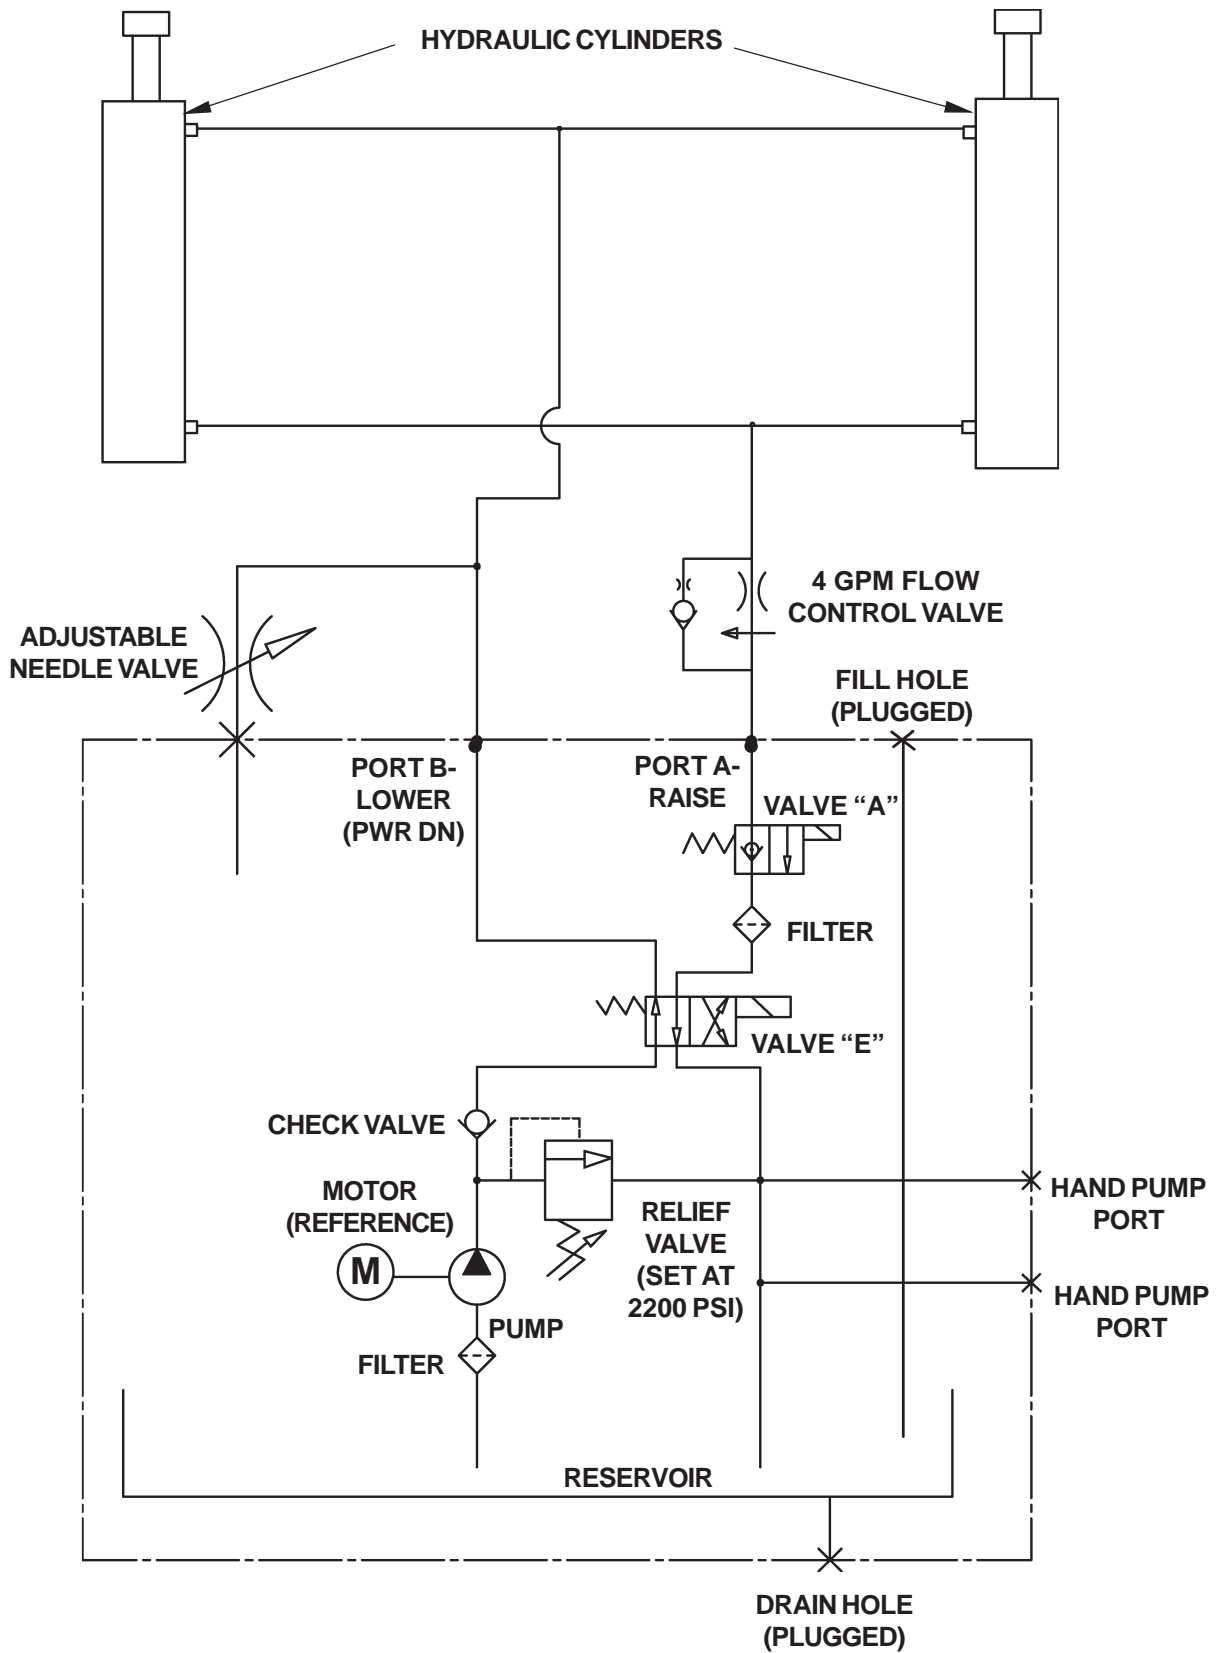 HYDRAULIC CYLINDERS
4 GPM FLOW
CONTROL VALVE
ADJUSTABLE
NEEDLE VALVE
FILL HOLE
(PLUGGED)
PORT B-
LOWER
(PWR DN)
PORT A-
RAISE
VALVE “A”
FILTER
VALVE “E”
CHECK VALVE
MOTOR
(REFERENCE)
M
RELIEF
VALVE
(SET AT
2200 PSI)
HAND PUMP
PORT
HAND PUMP
PORT
PUMP
FILTER
RESERVOIR
DRAIN HOLE
(PLUGGED)